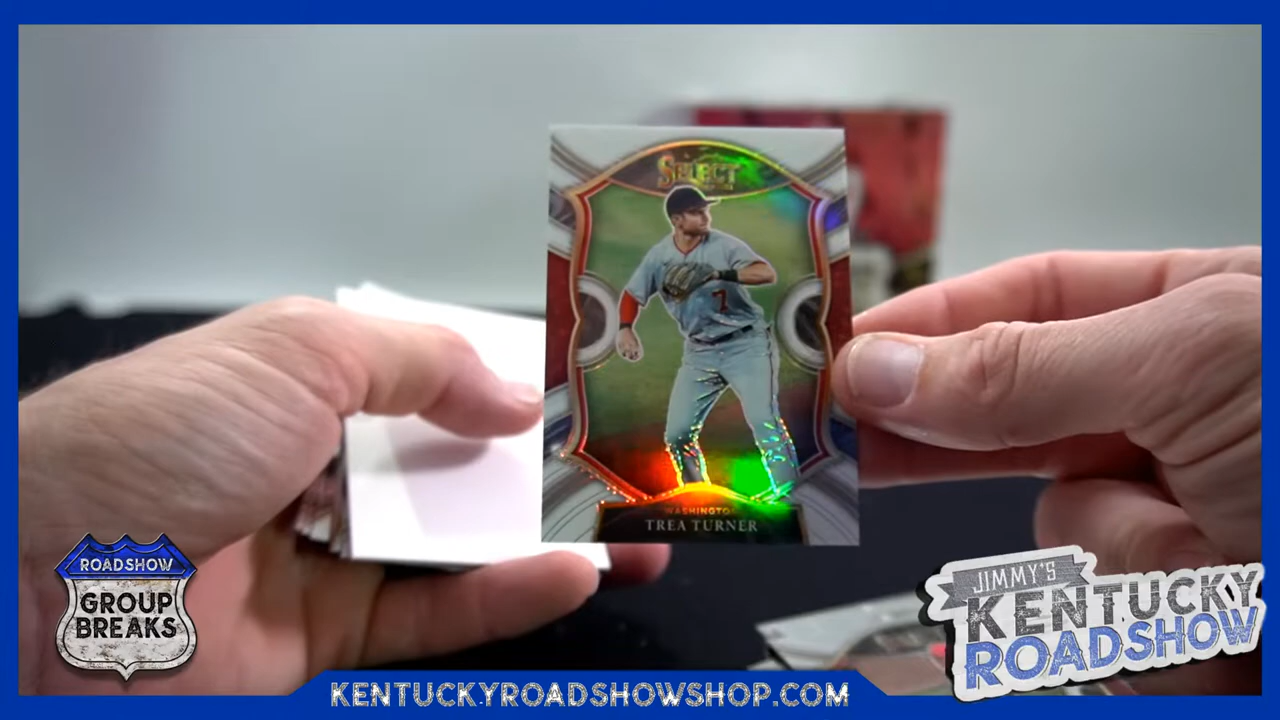 SELECT
7
WASHINGTON
TREA TURNER
ROADSHOW
GROUP
BREAKS
JIMMY'S
KENTUCKY
ROADSHOW
KENTUCKYROADSHOWSHOP.COM